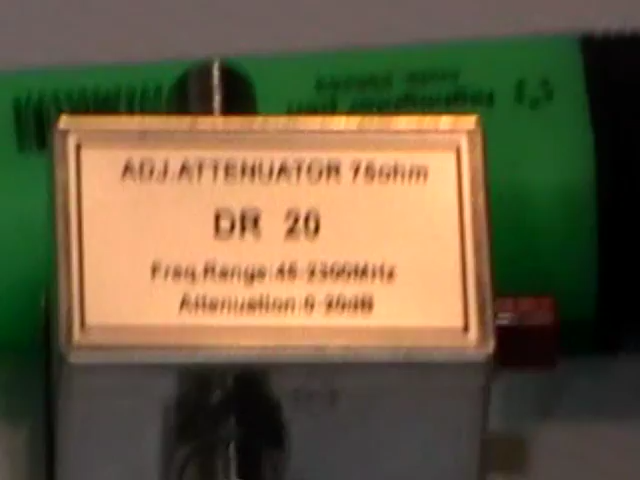 ADJ.ATTENUATOR 75ohm
DR 20
Freq.Range:45-2300MHz
Attenuation:0-20dB